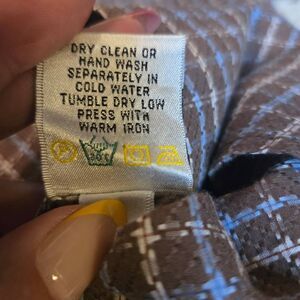 DRY CLEAN OR
HAND WASH
SEPARATELY IN
COLD WATER
TUMBLE DRY LOW
PRESS WITH
WARM IRON